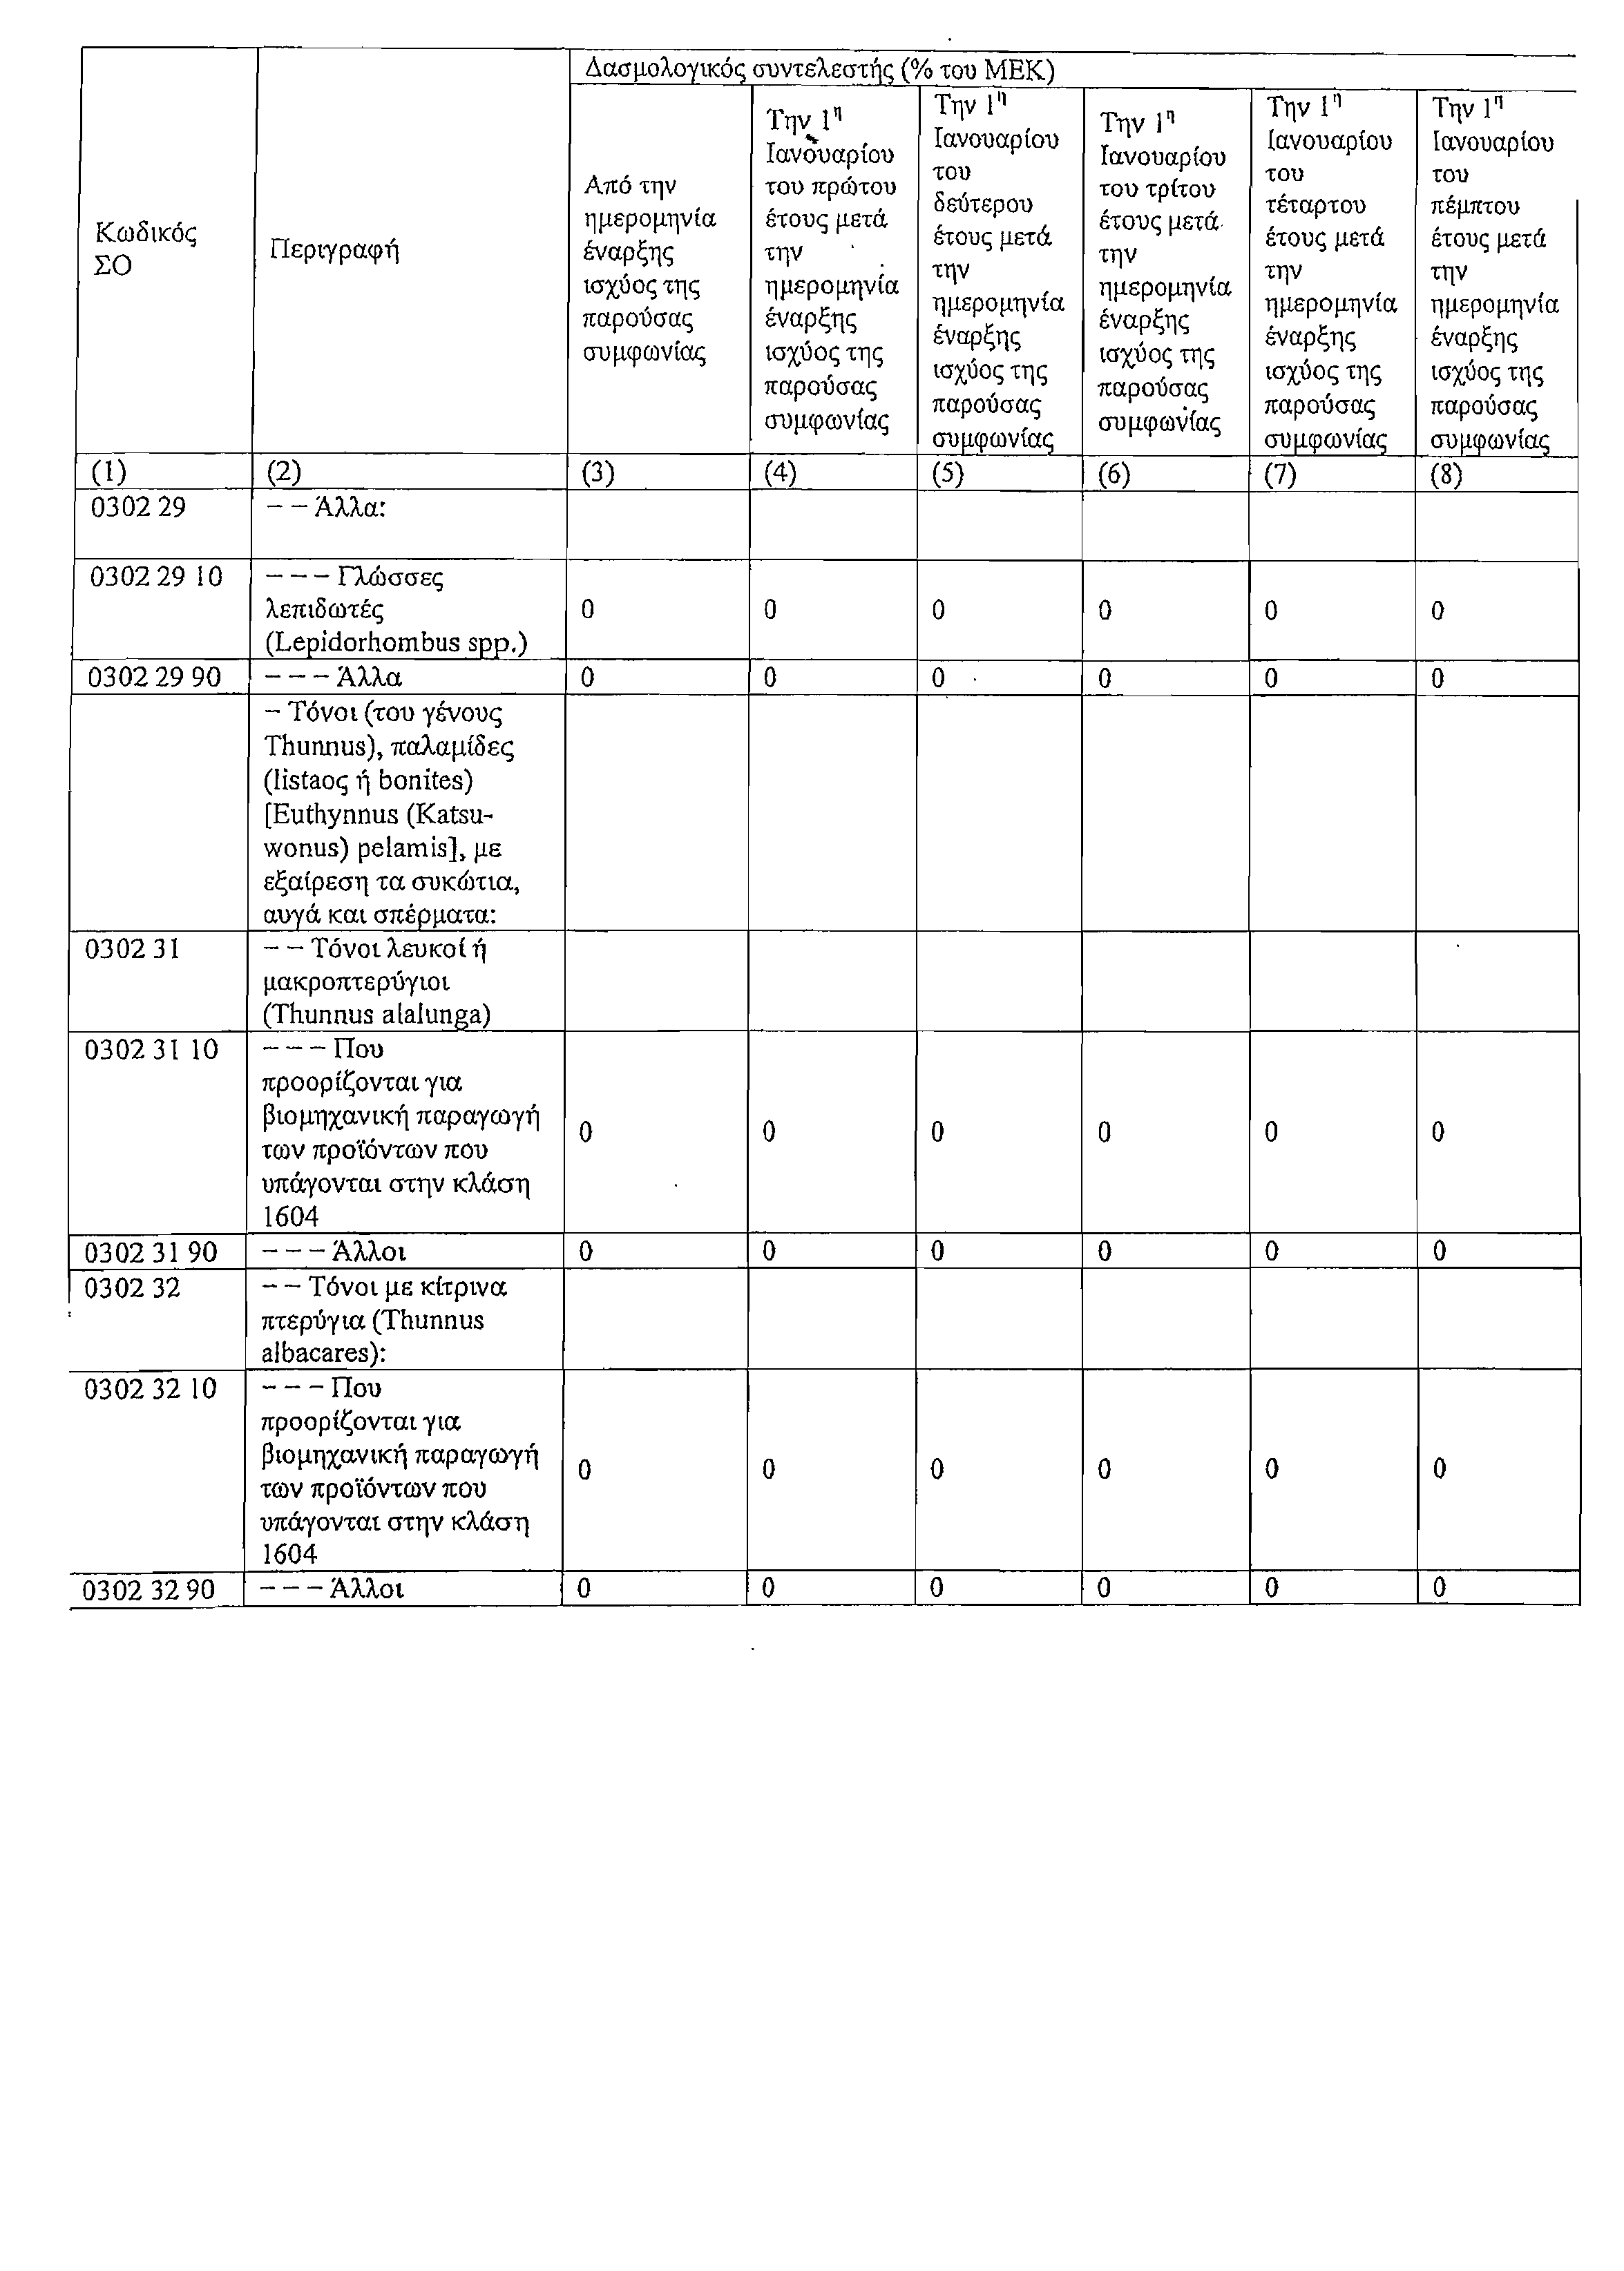 Δασμολογικός συντελεστής (% του ΜΕΚ)
Κωδικός
ΣΟ
Περιγραφή
Από την
ημερομηνία
έναρξης
ισχύος της
παρούσας
συμφωνίας
Την 1η
Ιανουαρίου
του πρώτου
έτους μετά
την
ημερομηνία
έναρξης
ισχύος της
παρούσας
συμφωνίας
Την 1η
Ιανουαρίου
του
δεύτερου
έτους μετά
την
ημερομηνία
έναρξης
ισχύος της
παρούσας
συμφωνίας
Την 1η
Ιανουαρίου
του τρίτου
έτους μετά
την
ημερομηνία
έναρξης
ισχύος της
παρούσας
συμφωνίας
Την 1η
Ιανουαρίου
του
τέταρτου
έτους μετά
την
ημερομηνία
έναρξης
ισχύος της
παρούσας
συμφωνίας
Την 1η
Ιανουαρίου
του
πέμπτου
έτους μετά
την
ημερομηνία
έναρξης
ισχύος της
παρούσας
συμφωνίας
(1) (2) (3) (4) (5) (6) (7) (8)
0302 29 – – Άλλα:
0302 29 10 – – – Γλώσσες
λεπιδωτές 0 0 0 0 0 0
(Lepidorhombus spp.)
0302 29 90 – – – Άλλα 0 0 0 0 0 0
– Τόνοι (του γένους
Thunnus), παλαμίδες
(listaος ή bonites)
[Euthynnus (Katsu-
wonus) pelamis], με
εξαίρεση τα συκώτια,
αυγά και σπέρματα:
0302 31 – – Τόνοι λευκοί ή
μακροπτερύγιοι
(Thunnus alalunga)
0302 31 10 – – – Που
προορίζονται για
βιομηχανική παραγωγή
των προϊόντων που 0 0 0 0 0 0
υπάγονται στην κλάση
1604
0302 31 90 – – – Άλλοι 0 0 0 0 0 0
0302 32 – – Τόνοι με κίτρινα
πτερύγια (Thunnus
albacares):
0302 32 10 – – – Που
προορίζονται για
βιομηχανική παραγωγή
των προϊόντων που 0 0 0 0 0 0
υπάγονται στην κλάση
1604
0302 32 90 – – – Άλλοι 0 0 0 0 0 0